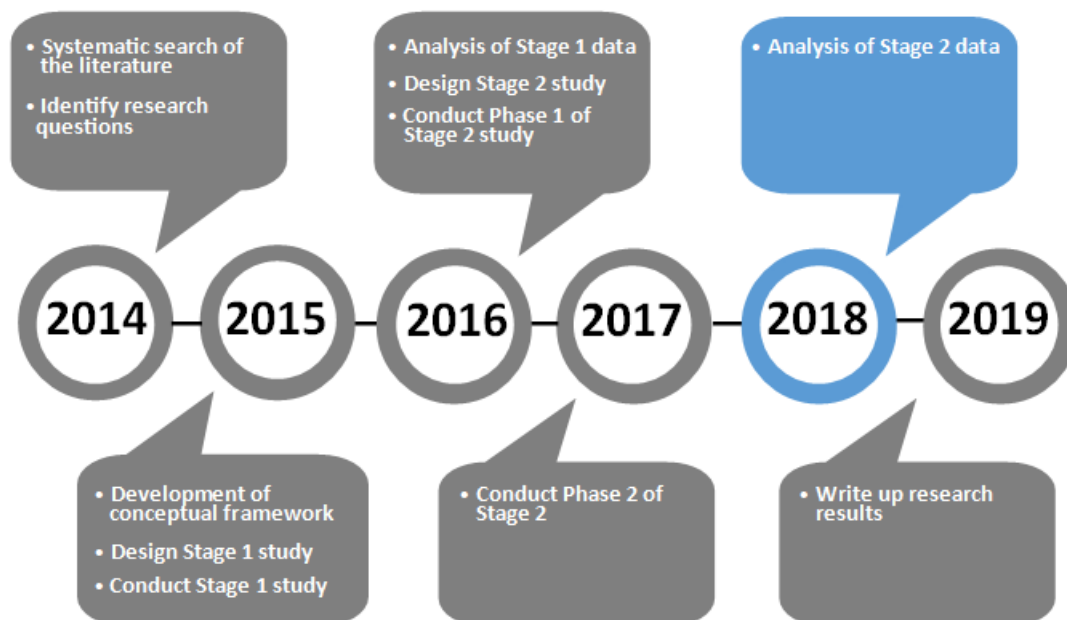 • Systematic search of
the literature
• Identify research
questions
• Analysis of Stage 1 data
• Design Stage 2 study
• Conduct Phase 1 of
Stage 2 study
• Analysis of Stage 2 data
2014
2015
2016
2017
2018
2019
• Development of
conceptual framework
• Design Stage 1 study
• Conduct Stage 1 study
• Conduct Phase 2 of
Stage 2
• Write up research
results